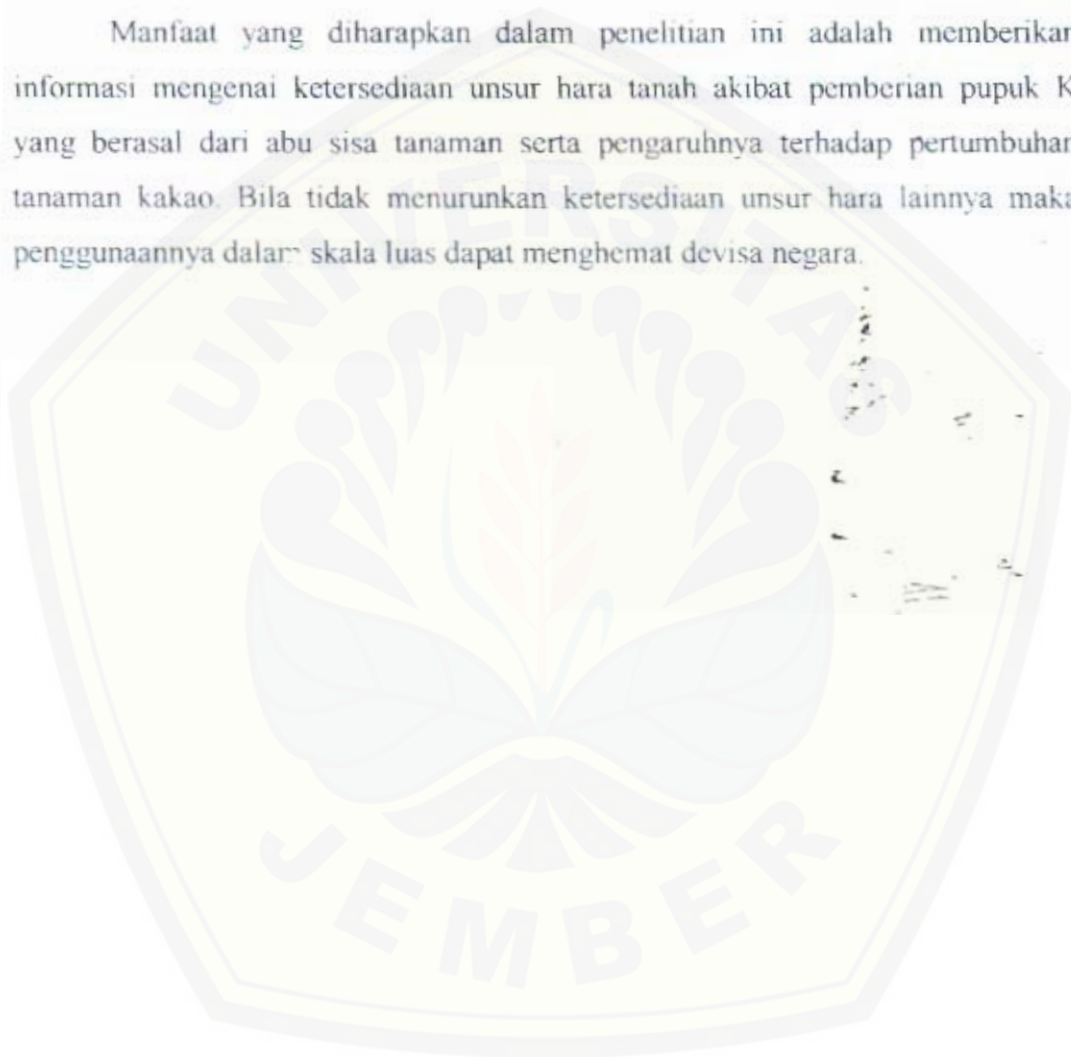 Manfaat yang diharapkan dalam penelitian ini adalah memberikan
informasi mengenai ketersediaan unsur hara tanah akibat pemberian pupuk K
yang berasal dari abu sisa tanaman serta pengaruhnya terhadap pertumbuhan
tanaman kakao. Bila tidak menurunkan ketersediaan unsur hara lainnya maka
penggunaannya dalam skala luas dapat menghemat devisa negara.
UNIVERSITAS
JEMBER